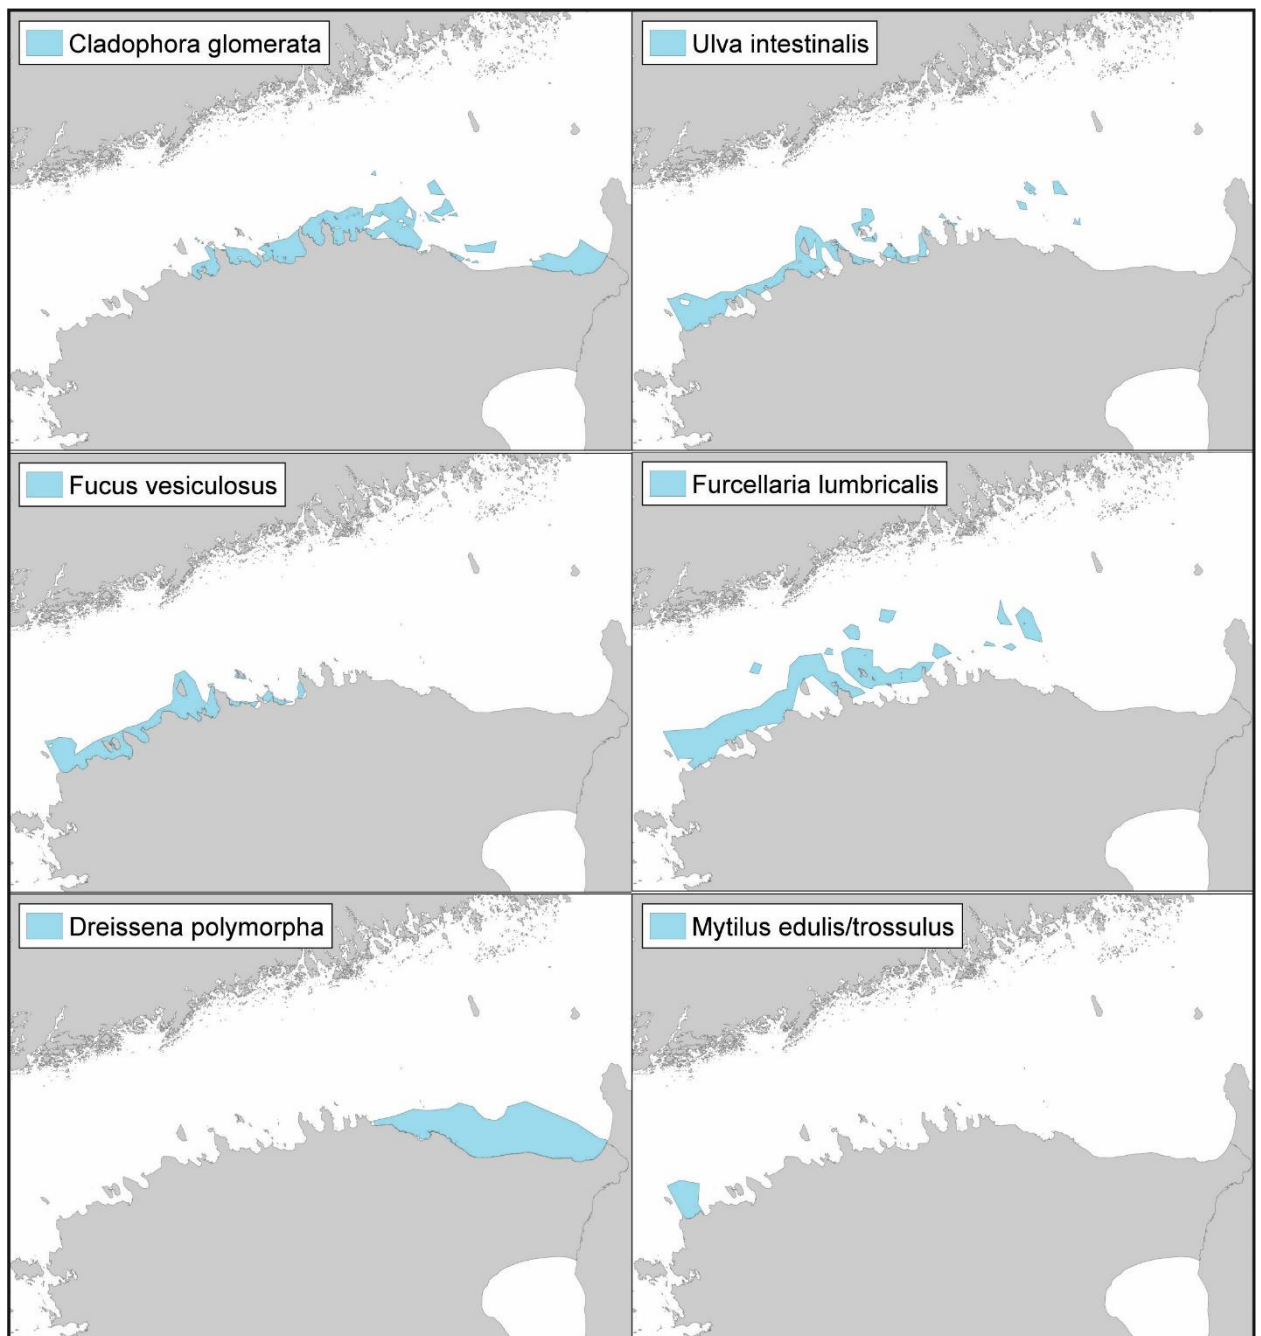 Cladophora glomerata
Ulva intestinalis
Fucus vesiculosus
Furcellaria lumbricalis
Dreissena polymorpha
Mytilus edulis/trossulus